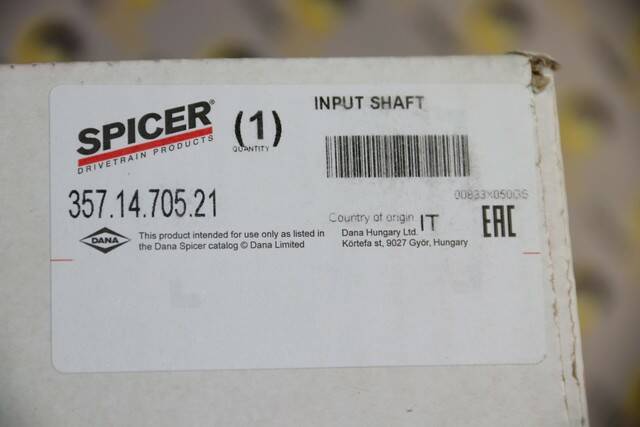 SPICER®
DRIVETRAIN PRODUCTS
(1)
QUANTITY
INPUT SHAFT
00833X050GS
357.14.705.21
Country of origin IT
EAC
DANA
This product intended for use only as listed in
the Dana Spicer catalog © Dana Limited
Dana Hungary Ltd.
Körtefa st, 9027 Győr, Hungary